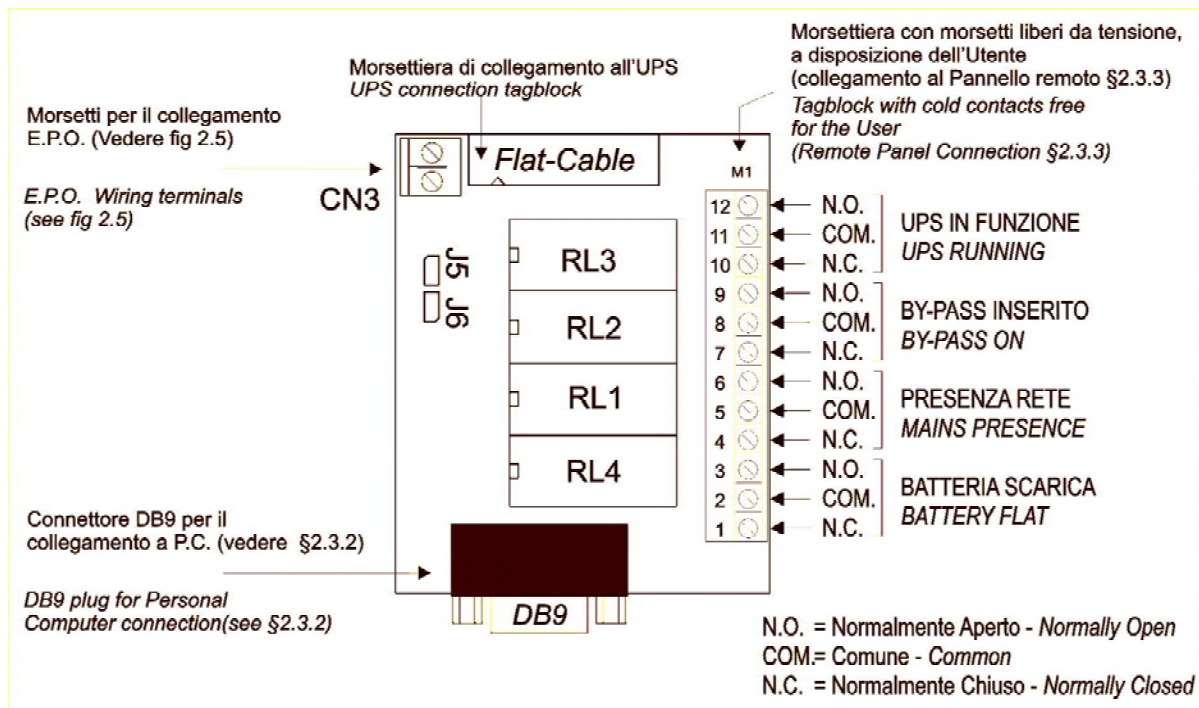 Morsettiera con morsetti liberi da tensione,
a disposizione dell'Utente
(collegamento al Pannello remoto §2.3.3)
Tagblock with cold contacts free
for the User
(Remote Panel Connection §2.3.3)
Morsettiera di collegamento all'UPS
UPS connection tagblock
Morsetti per il collegamento
E.P.O. (Vedere fig 2.5)
E.P.O. Wiring terminals
(see fig 2.5)
CN3
Flat-Cable
M1
J5
J6
RL3
RL2
RL1
RL4
12 N.O.
11 COM.
10 N.C.
UPS IN FUNZIONE
UPS RUNNING
9 N.O.
8 COM.
7 N.C.
BY-PASS INSERITO
BY-PASS ON
6 N.O.
5 COM.
4 N.C.
PRESENZA RETE
MAINS PRESENCE
3 N.O.
2 COM.
1 N.C.
BATTERIA SCARICA
BATTERY FLAT
Connettore DB9 per il
collegamento a P.C. (vedere §2.3.2)
DB9 plug for Personal
Computer connection(see §2.3.2)
DB9
N.O. = Normalmente Aperto - Normally Open
COM.= Comune - Common
N.C. = Normalmente Chiuso - Normally Closed